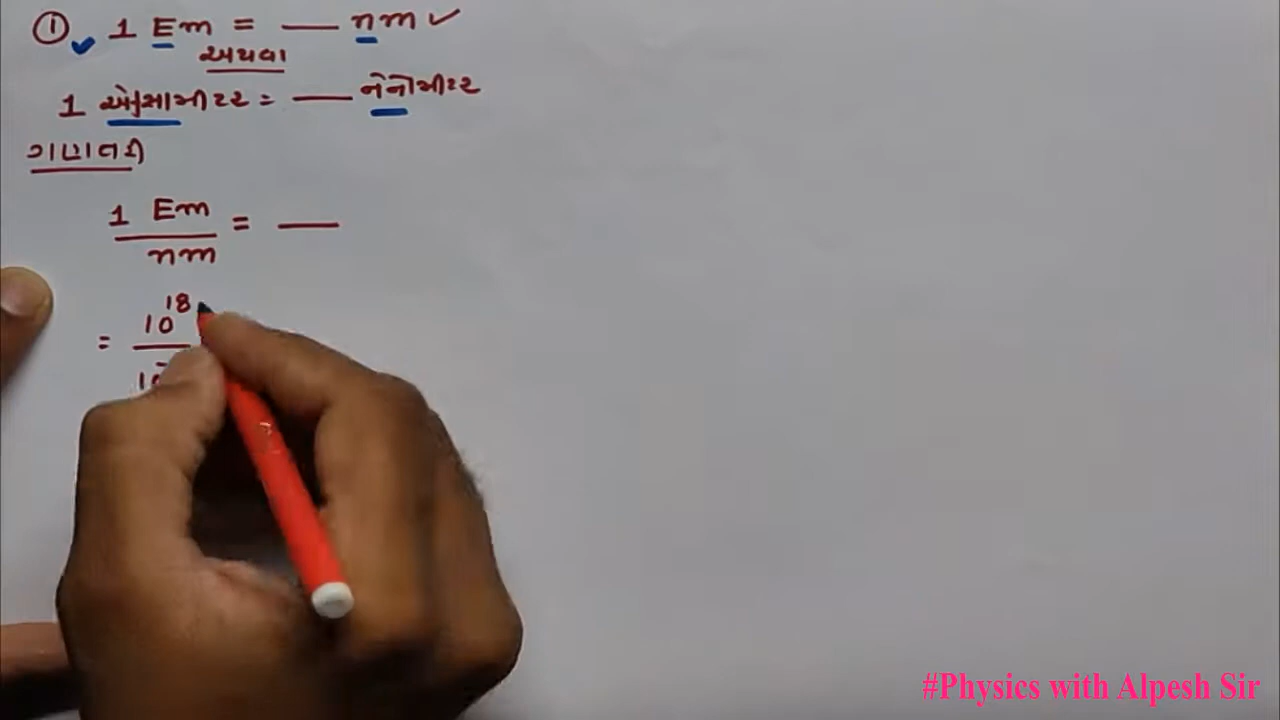 ① 1 Em = ___ nm ✓
અથવા
1 એક્સામીટર = ___ નેનોમીટર
ગણતરી
1 Em / nm = ___
= 10^18 / 10^-
#Physics with Alpesh Sir